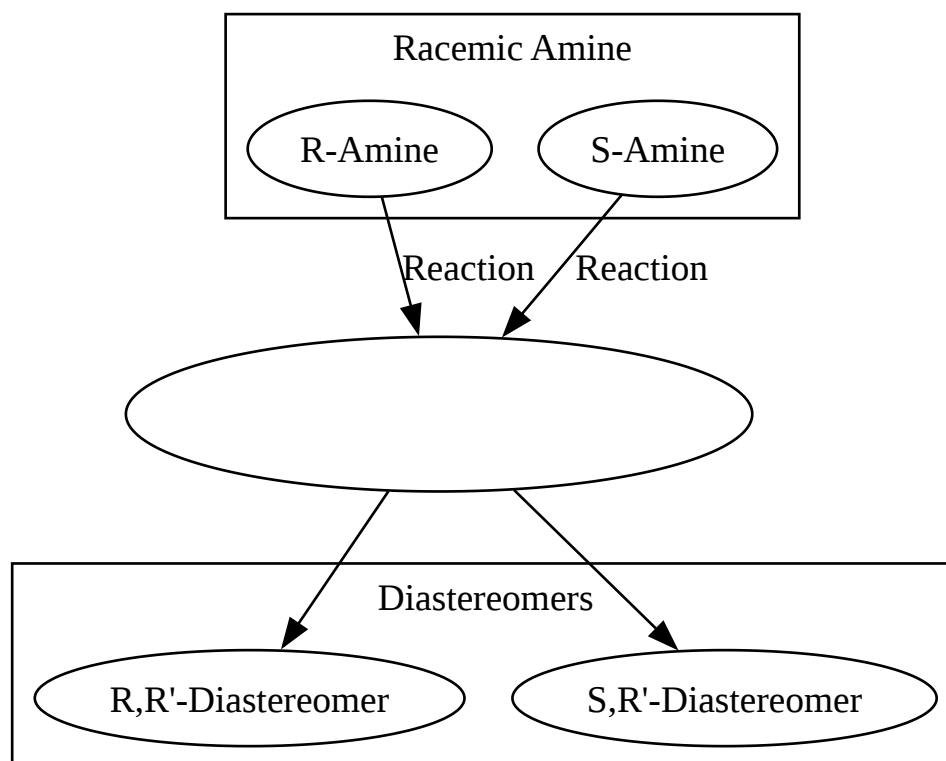 Racemic Amine
R-Amine
S-Amine
Reaction
Reaction
Diastereomers
R,R'-Diastereomer
S,R'-Diastereomer